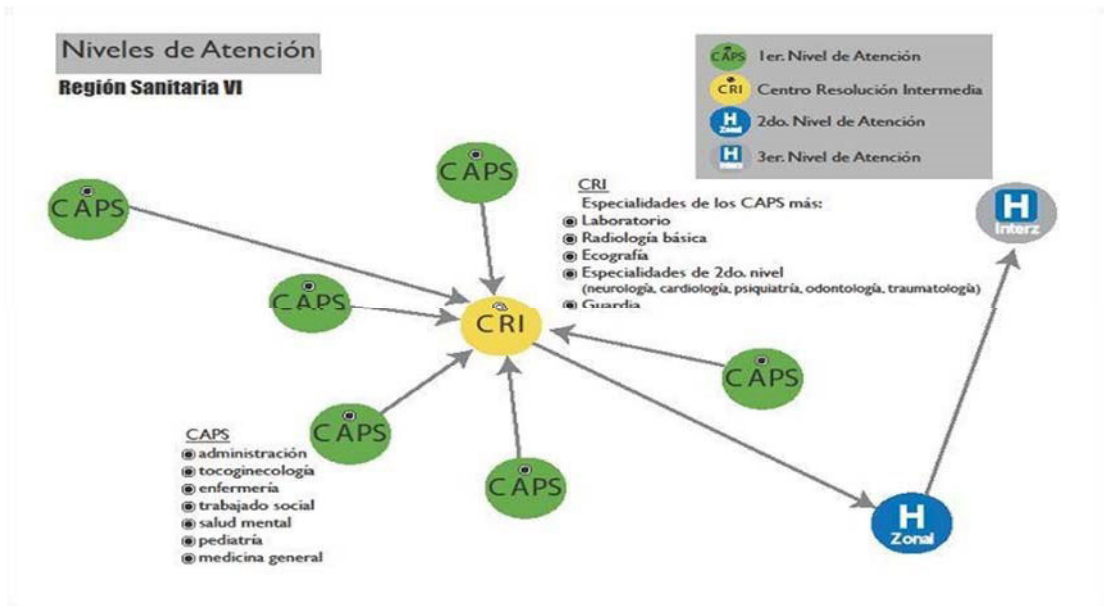 Niveles de Atención
Región Sanitaria VI
CAPS 1er. Nivel de Atención
CRI Centro Resolución Intermedia
H Zonal 2do. Nivel de Atención
H Interz 3er. Nivel de Atención
CAPS
CAPS
CAPS
CRI
CAPS
CAPS
CAPS
H
Interz
H
Zonal
CRI
Especialidades de los CAPS más:
Laboratorio
Radiología básica
Ecografía
Especialidades de 2do. nivel
(neurología, cardiología, psiquiatría, odontología, traumatología)
Guardia
CAPS
administración
tocoginecología
enfermería
trabajado social
salud mental
pediatría
medicina general